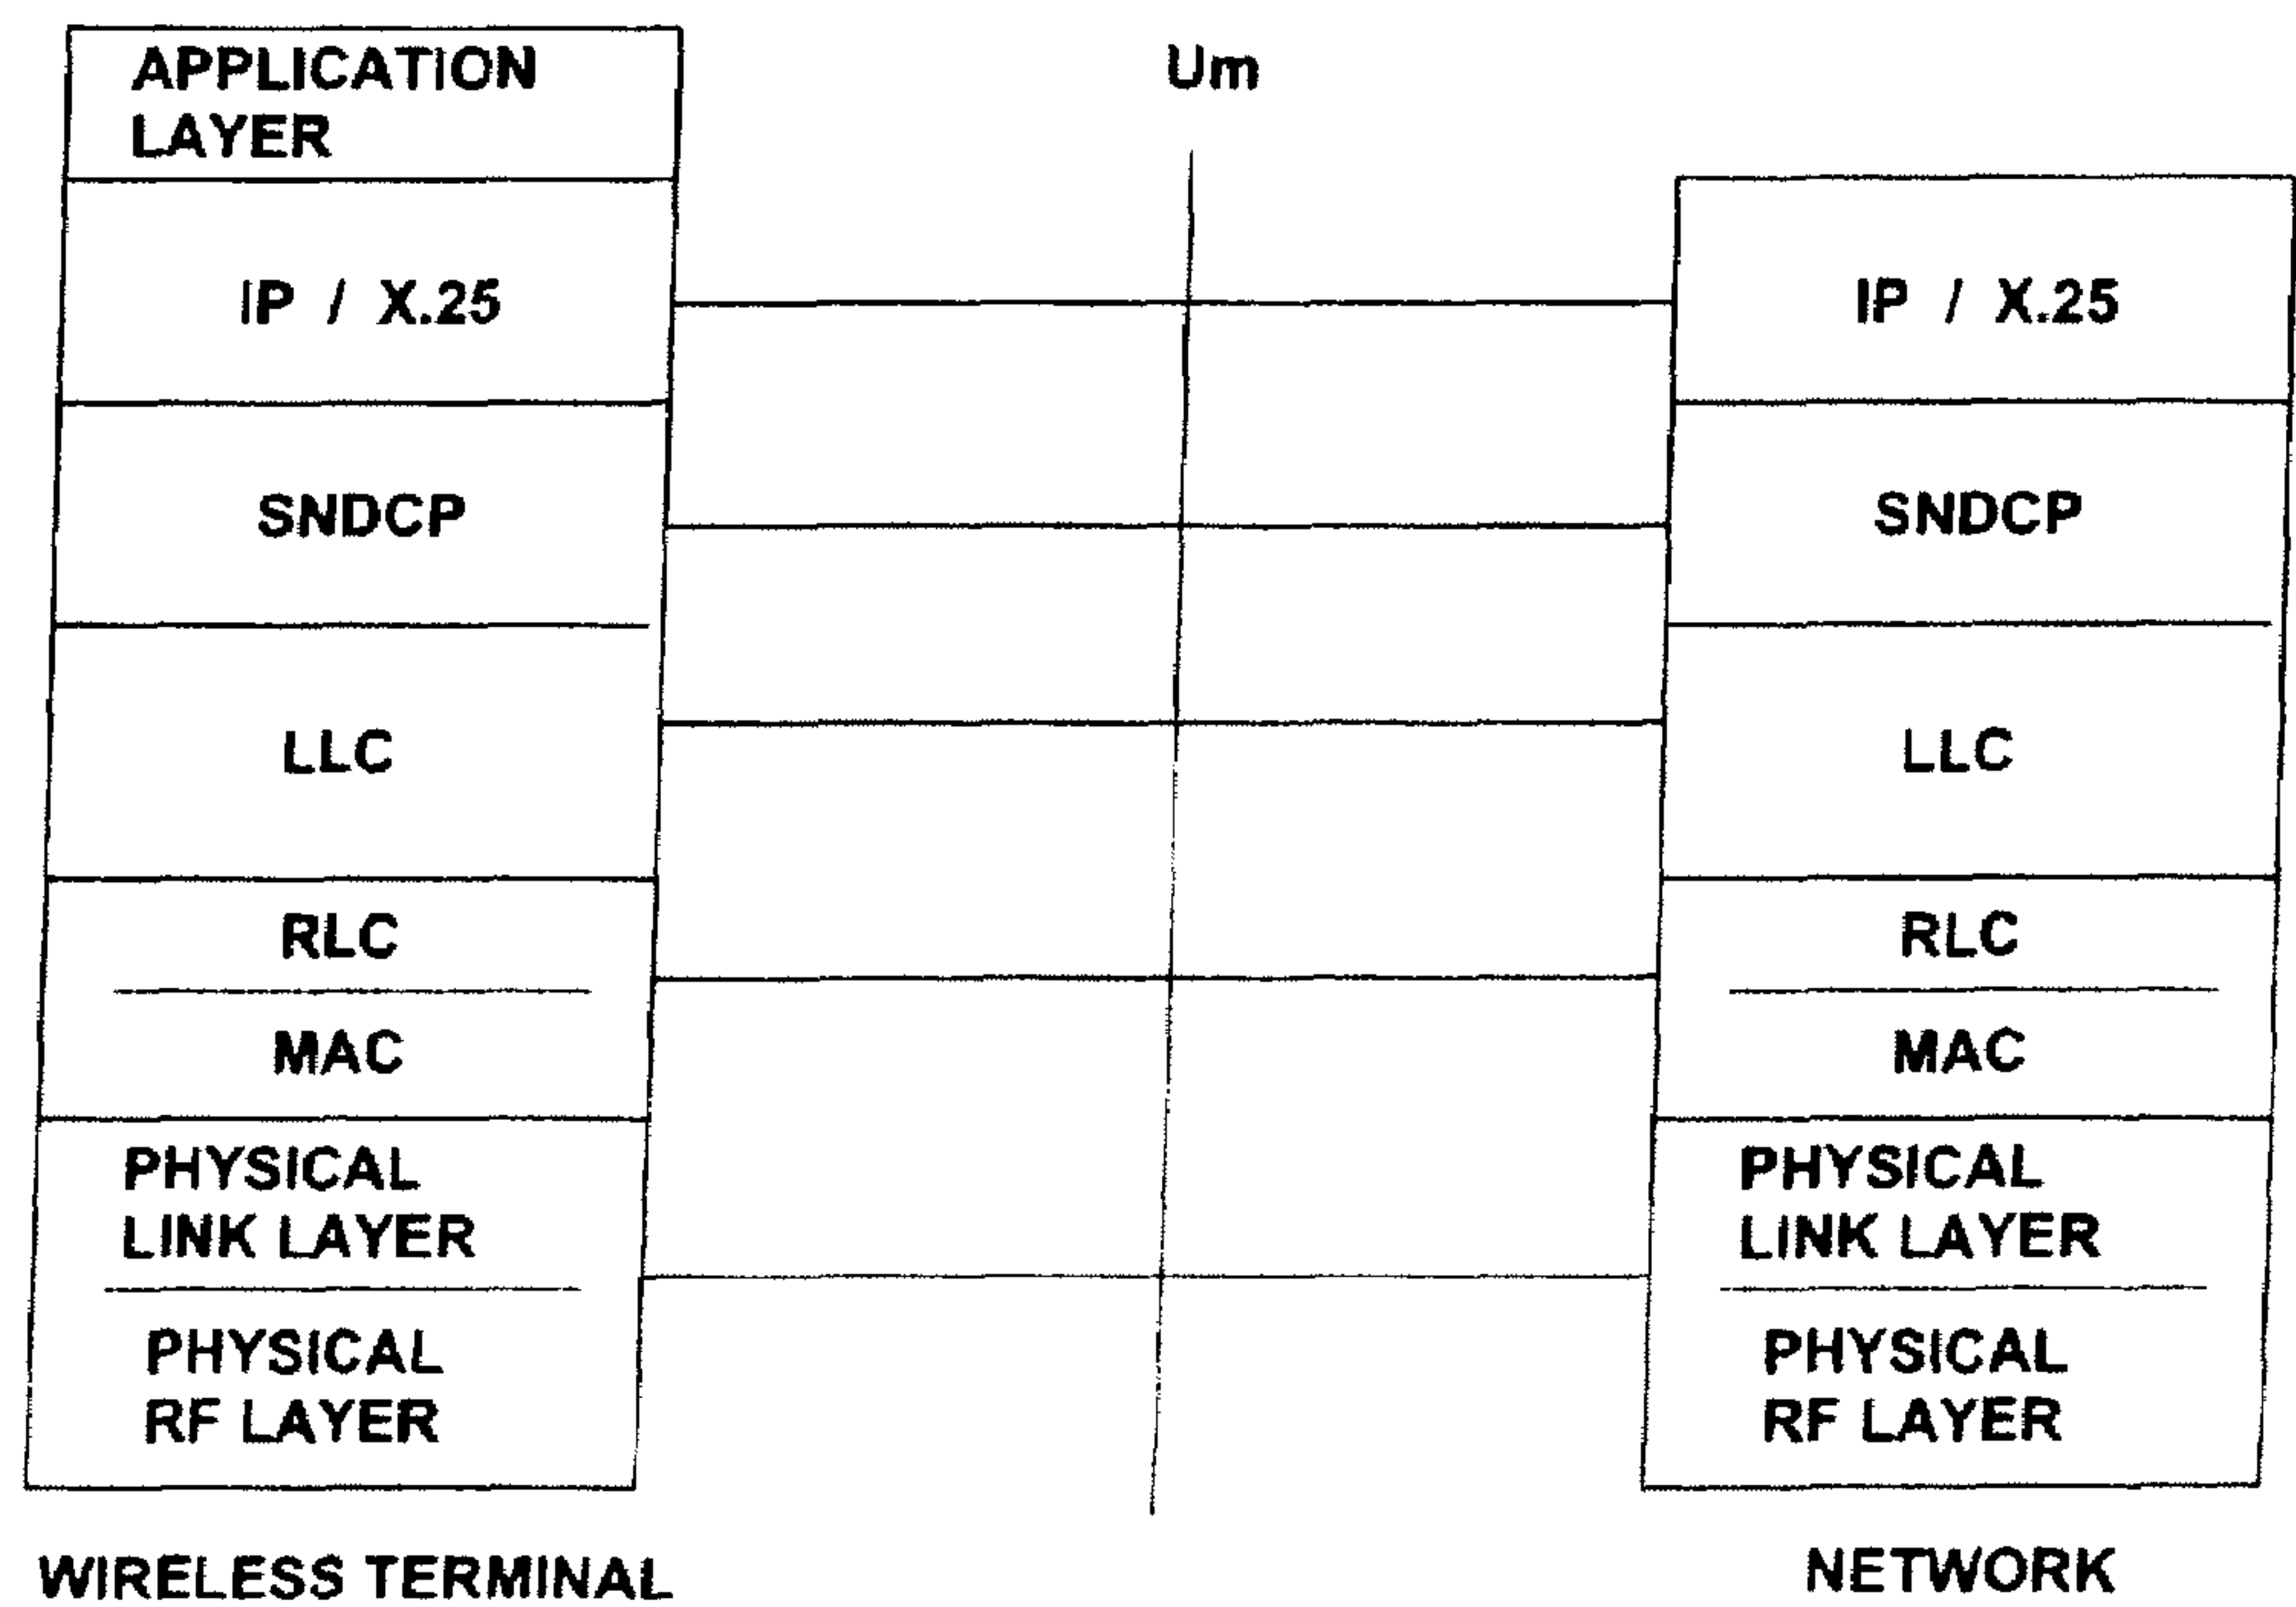 APPLICATION
LAYER
Um
IP / X.25
IP / X.25
SNDCP
SNDCP
LLC
LLC
RLC
RLC
MAC
MAC
PHYSICAL
LINK LAYER
PHYSICAL
LINK LAYER
PHYSICAL
RF LAYER
PHYSICAL
RF LAYER
WIRELESS TERMINAL
NETWORK